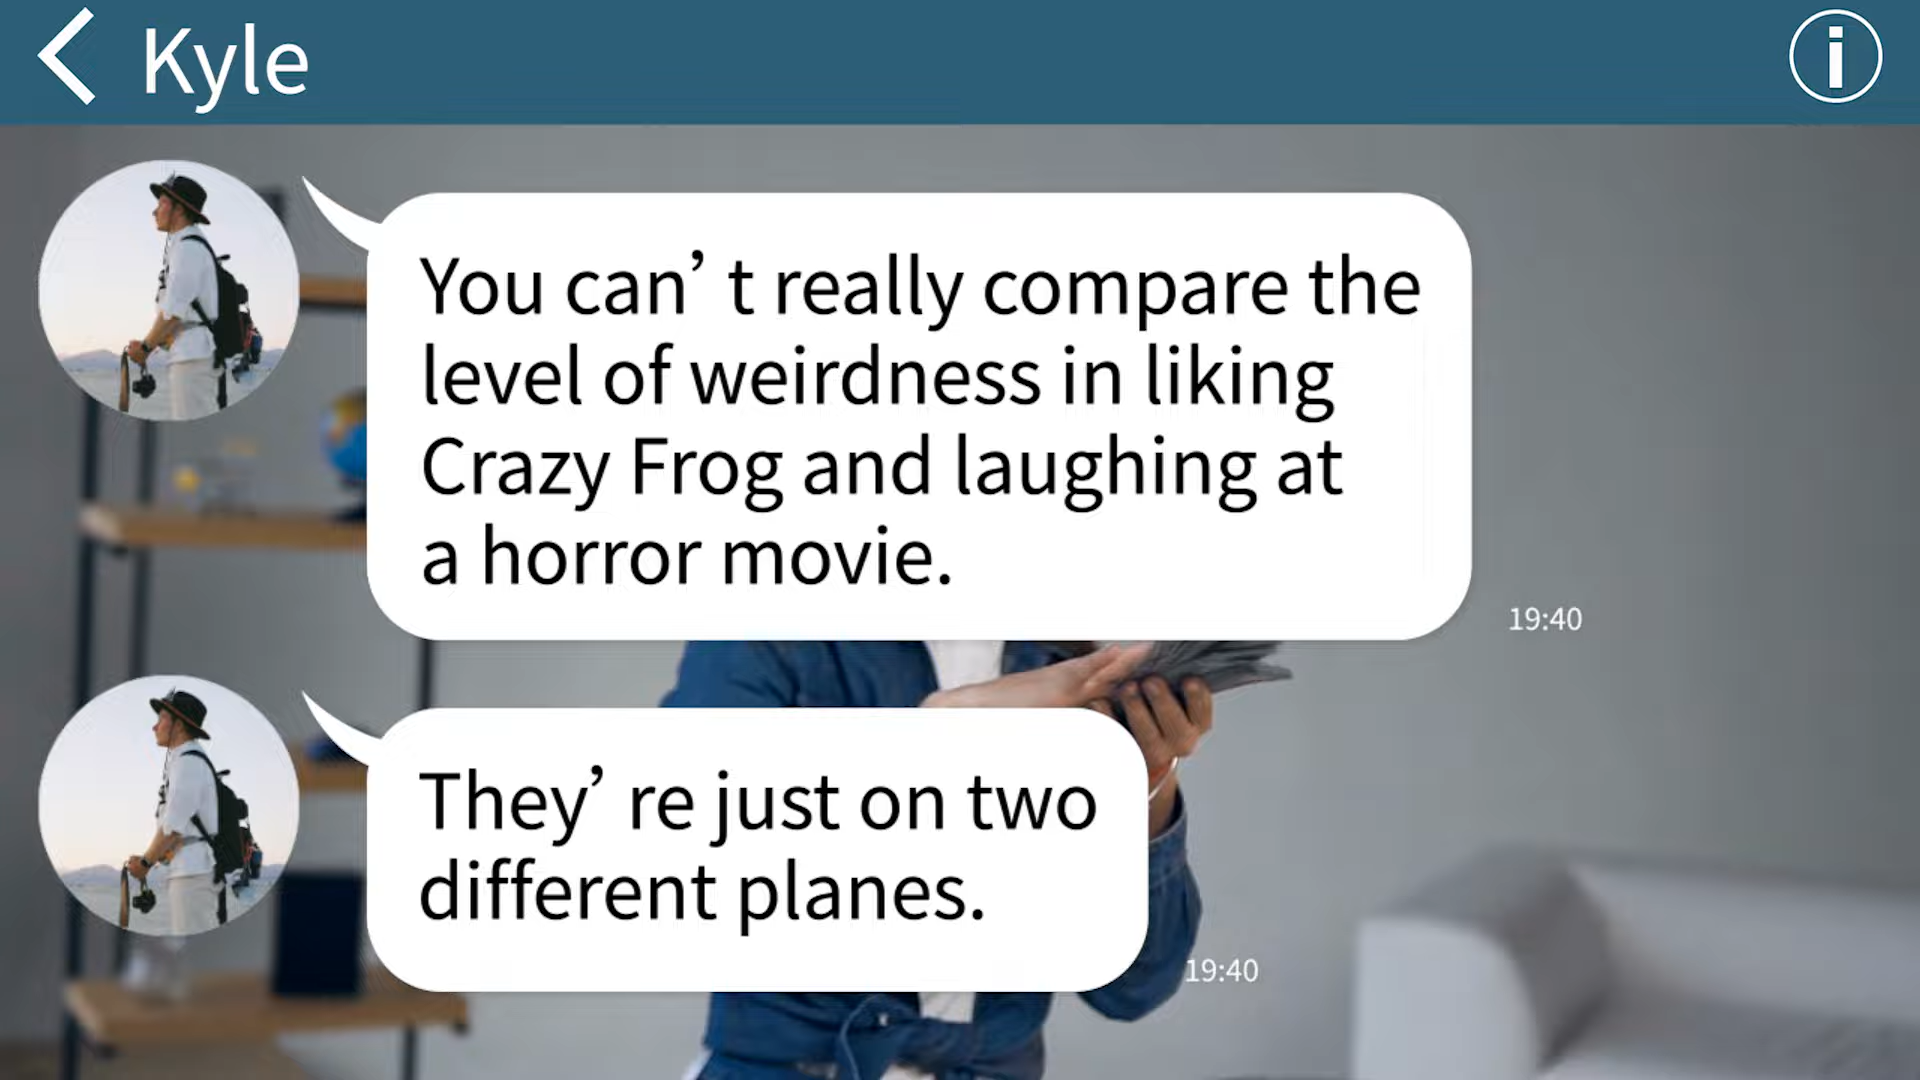 Kyle
You can’t really compare the
level of weirdness in liking
Crazy Frog and laughing at
a horror movie.
19:40
They’re just on two
different planes.
19:40